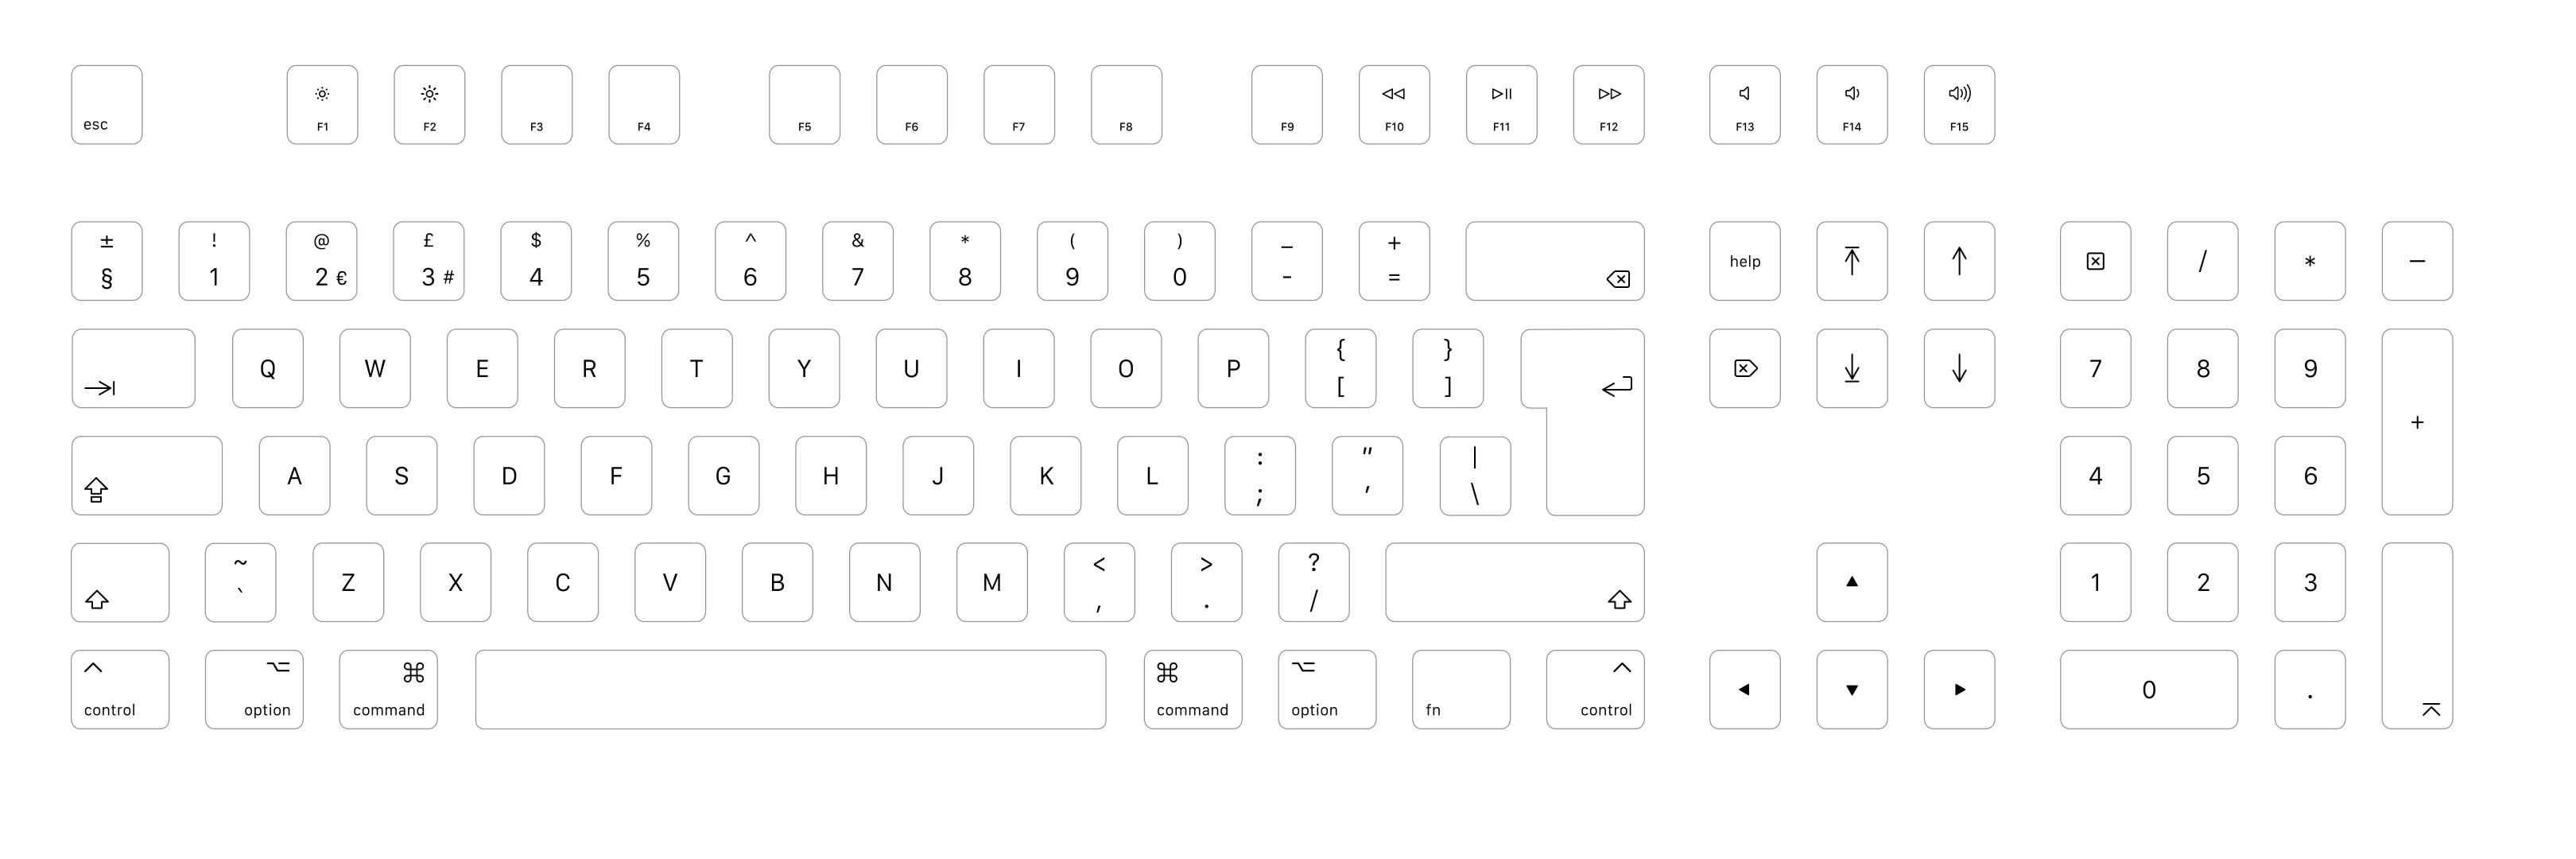 esc F1 F2 F3 F4 F5 F6 F7 F8 F9 F10 F11 F12 F13 F14 F15
± ! @ £ $ % ^ & * ( ) _ +
§ 1 2 € 3 # 4 5 6 7 8 9 0 - = ⌫ help ⤒ ↑ ⌧ / * −
⇥ Q W E R T Y U I O P { [ } ] ↩ ⌦ ⤓ ↓ 7 8 9 +
⇪ A S D F G H J K L : ; " ' | \ 4 5 6
⇧ ~ ` Z X C V B N M < , > . ? / ⇧ ▲ 1 2 3
⌃ ⌥ ⌘ ⌘ ⌥ ⌃
control option command command option fn control ◀ ▼ ▶ 0 . ⌤